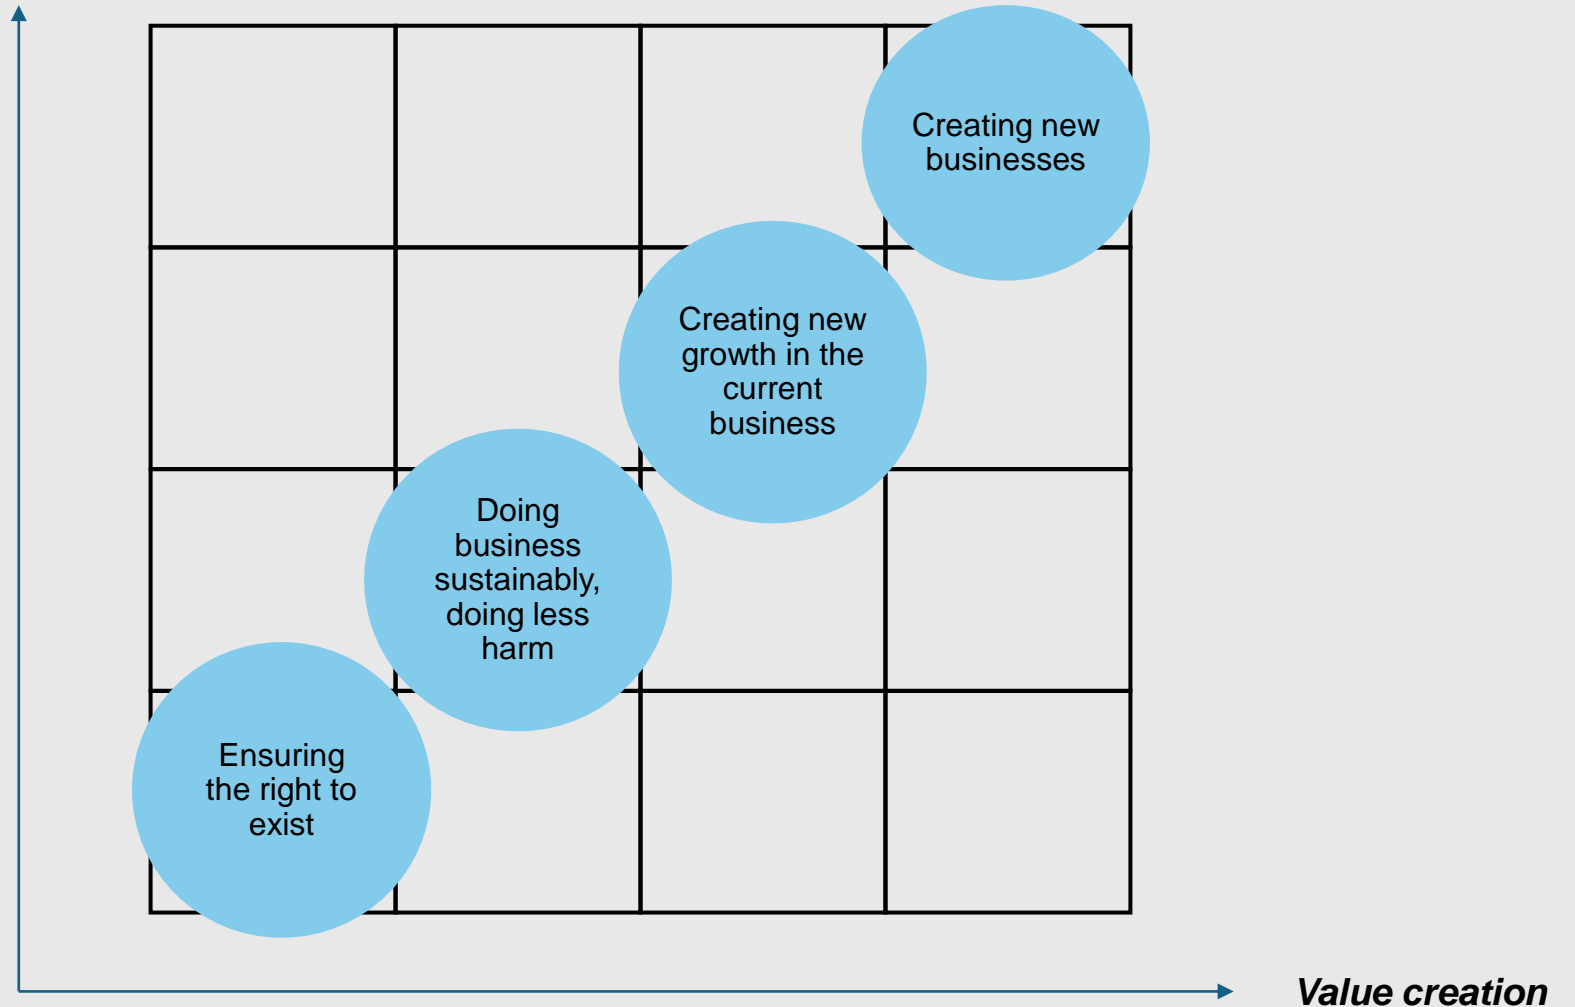 Creating new
businesses
Creating new
growth in the
current
business
Doing
business
sustainably,
doing less
harm
Ensuring
the right to
exist
Value creation